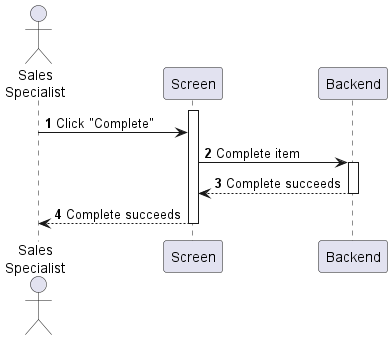 Sales
Specialist
Screen
Backend
1 Click "Complete"
2 Complete item
3 Complete succeeds
4 Complete succeeds
Sales
Specialist
Screen
Backend